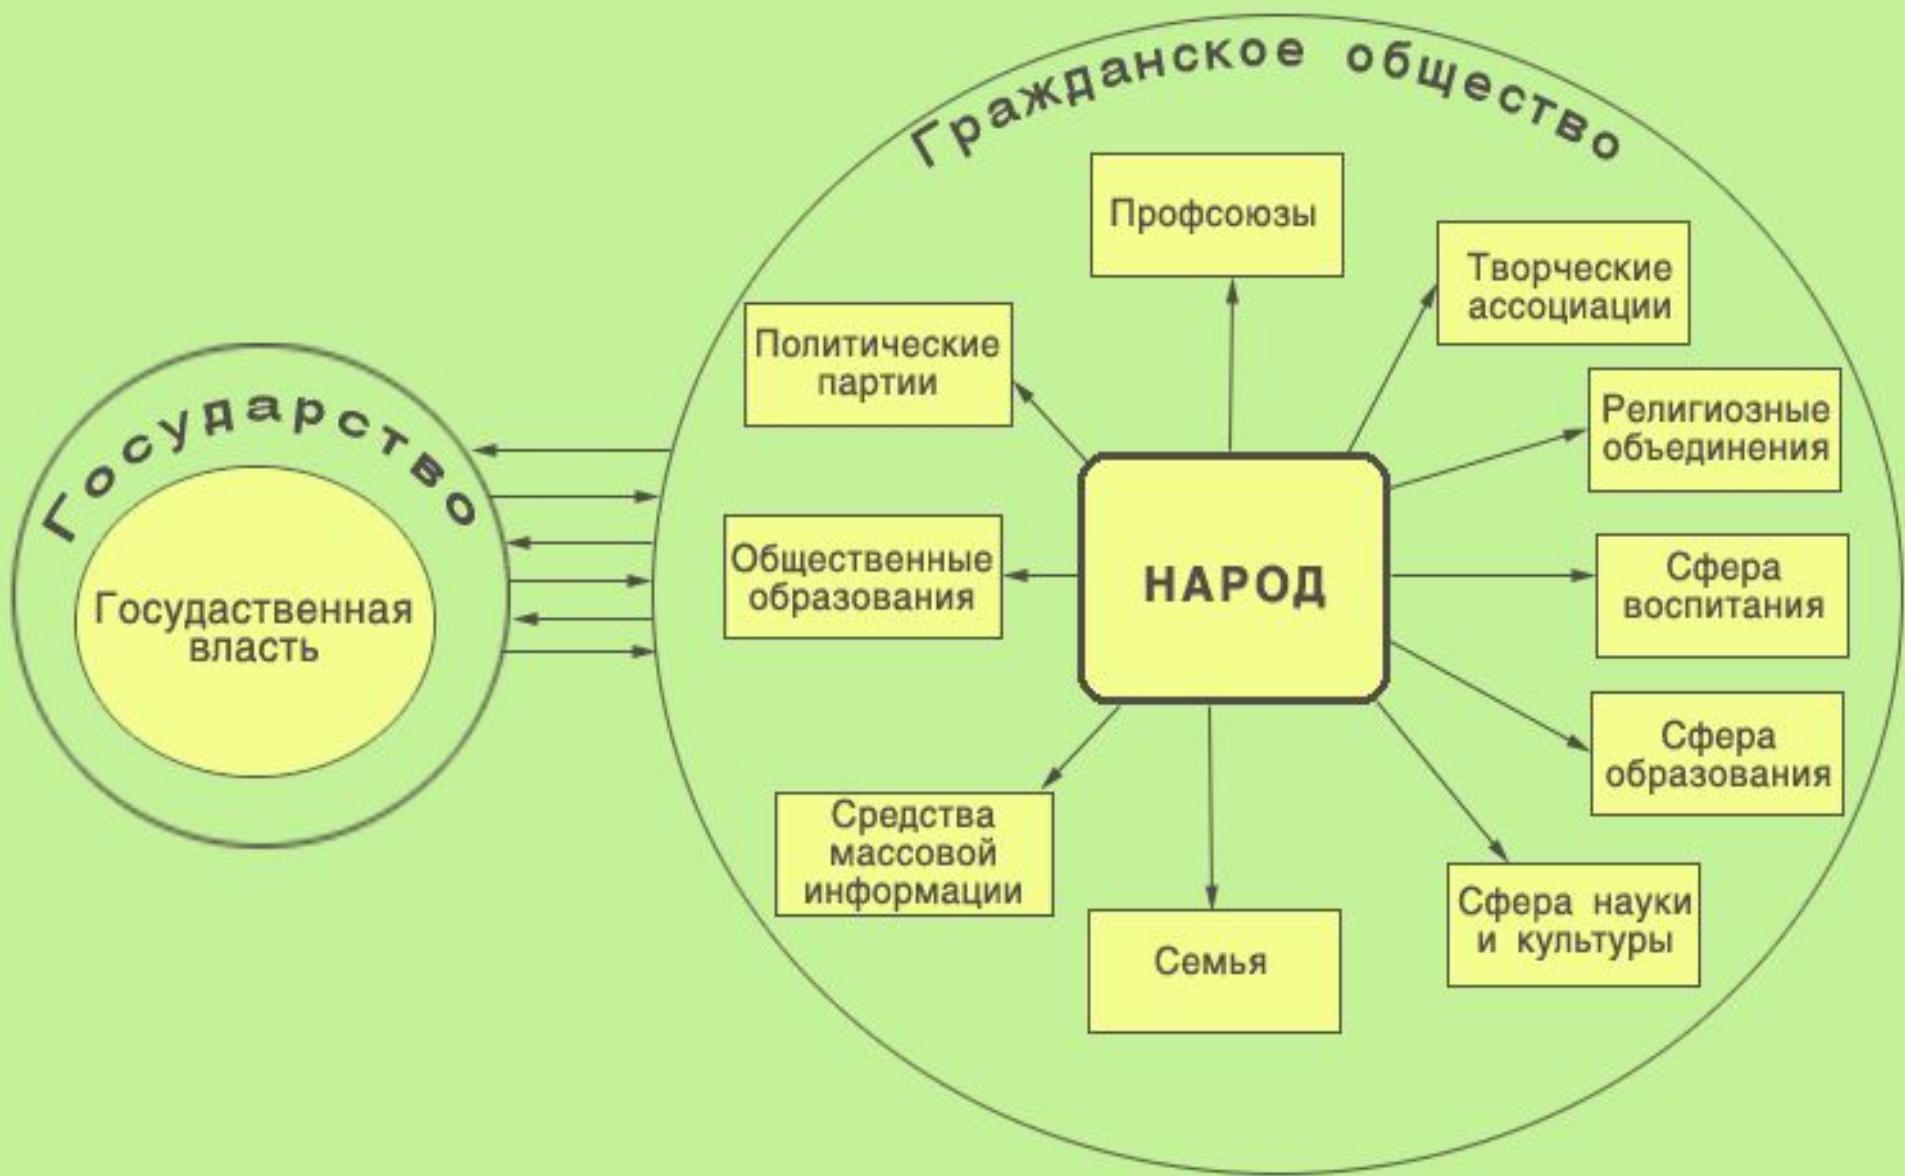 Гражданское общество
Профсоюзы
Творческие
ассоциации
Политические
партии
Религиозные
объединения
Государство
НАРОД
Общественные
образования
Сфера
воспитания
Государственная
власть
Сфера
образования
Средства
массовой
информации
Сфера науки
и культуры
Семья